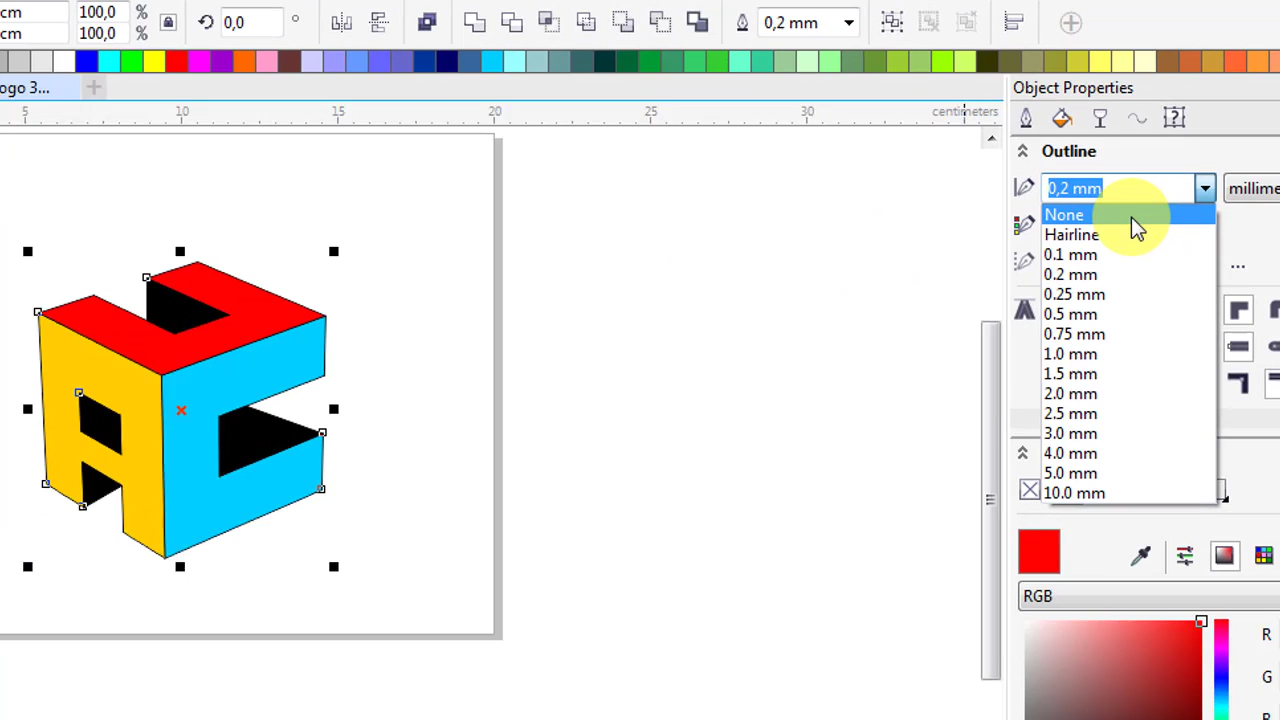 cm 100,0 %
cm 100,0 %
0,0 °
0,2 mm
ogo 3...
Object Properties
5 10 15 20 25 30 centimeters
Outline
0,2 mm millime
None
Hairline
0.1 mm
0.2 mm
...
0.25 mm
0.5 mm
0.75 mm
1.0 mm
1.5 mm
2.0 mm
2.5 mm
3.0 mm
4.0 mm
5.0 mm
10.0 mm
RGB
R
G